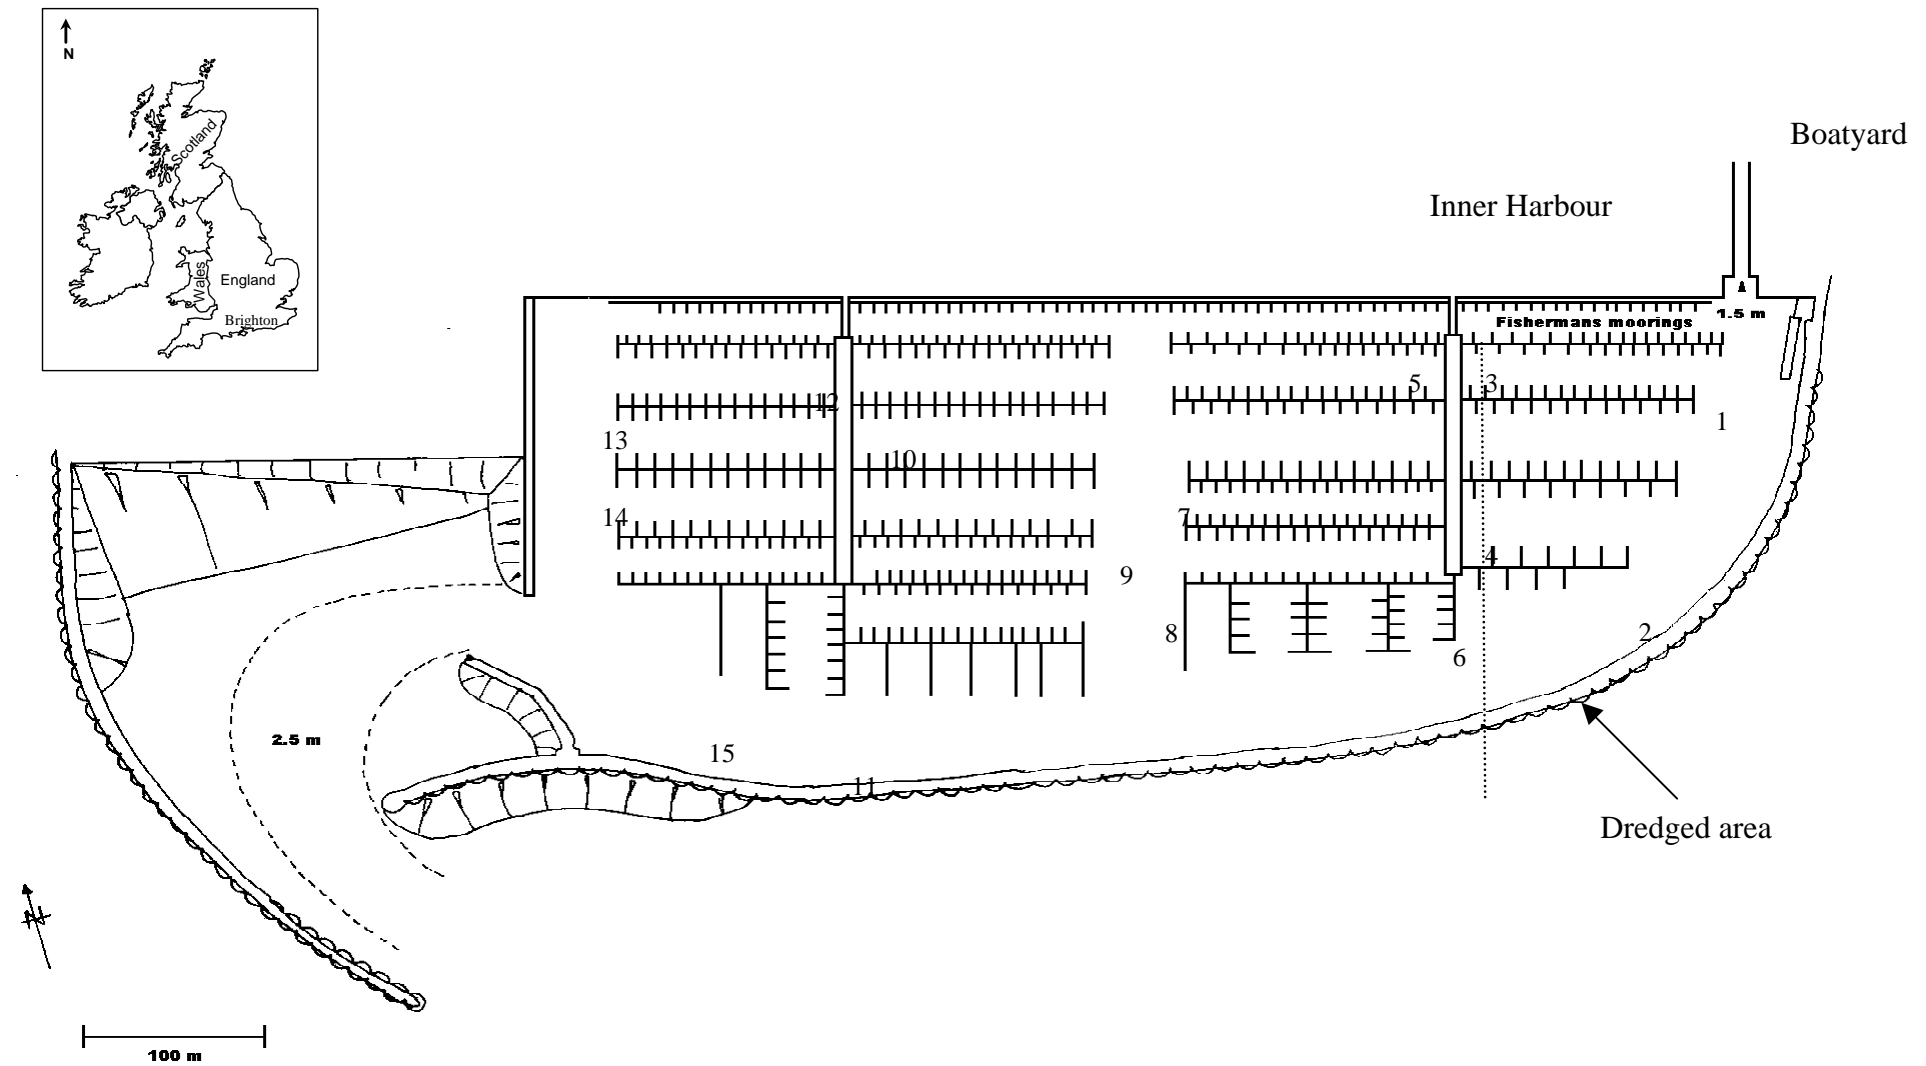 N
Scotland
Wales
England
Brighton
Boatyard
Inner Harbour
1.5 m
Fishermans moorings
5
3
12
1
13
10
14
7
4
9
8
2
6
2.5 m
15
11
Dredged area
N
100 m